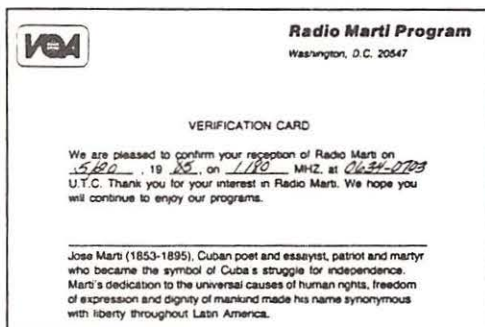 VOA
Radio Marti Program
Washington, D.C. 20547
VERIFICATION CARD
We are pleased to confirm your reception of Radio Marti on
, 19 85, on 1180 MHZ. at 0634-0703
U.T.C. Thank you for your interest in Radio Marti. We hope you
will continue to enjoy our programs.
Jose Marti (1853-1895), Cuban poet and essayist, patriot and martyr
who became the symbol of Cuba's struggle for independence.
Marti's dedication to the universal causes of human rights, freedom
of expression and dignity of mankind made his name synonymous
with liberty throughout Latin America.